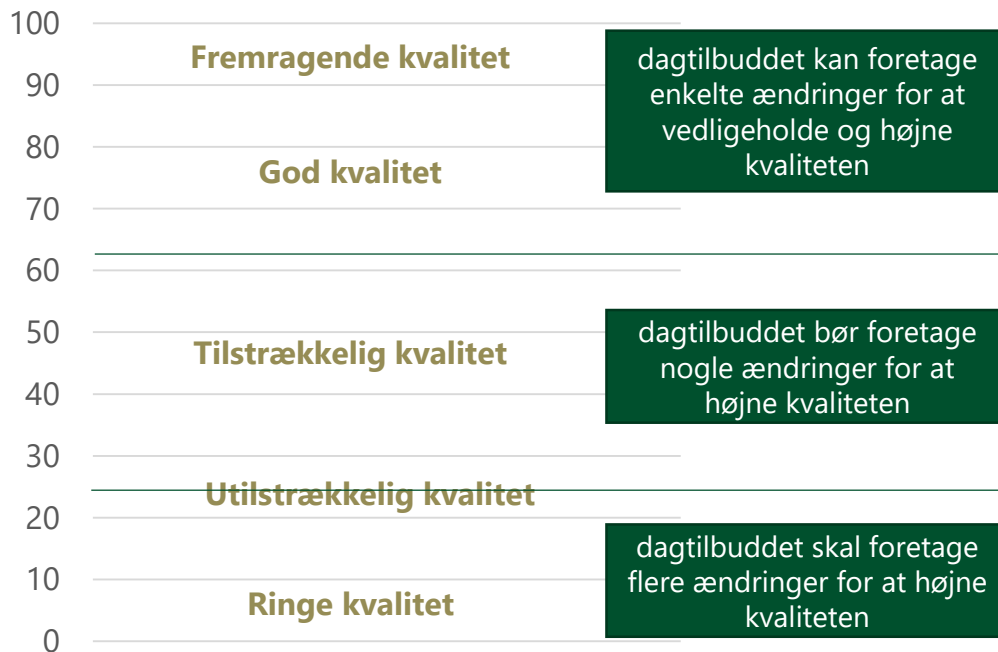 100
Fremragende kvalitet
90
80
God kvalitet
70
60
50
Tilstrækkelig kvalitet
40
30
Utilstrækkelig kvalitet
20
10
Ringe kvalitet
0
dagtilbuddet kan foretage
enkelte ændringer for at
vedligeholde og højne
kvaliteten
dagtilbuddet bør foretage
nogle ændringer for at
højne kvaliteten
dagtilbuddet skal foretage
flere ændringer for at højne
kvaliteten